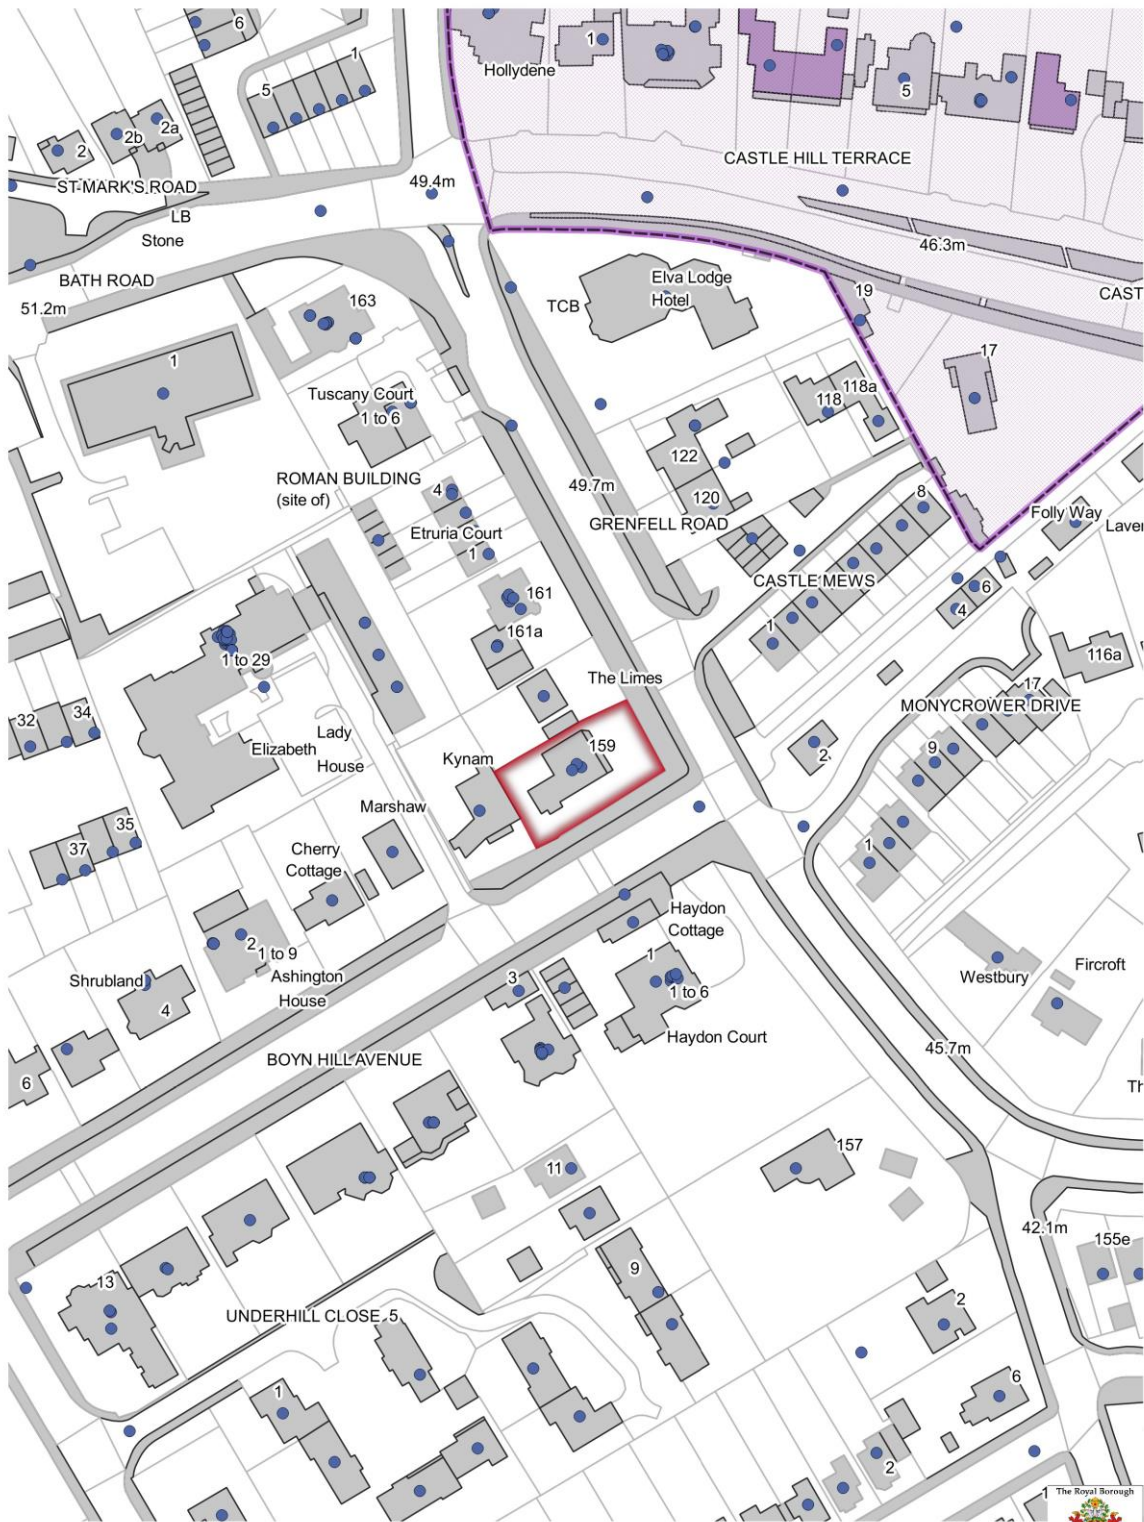 6
1
Hollydene
1
5
5
2a
2b
2
CASTLE HILL TERRACE
ST MARK'S ROAD
49.4m
LB
Stone
46.3m
BATH ROAD
Elva Lodge
Hotel
TCB
19
CAST
51.2m
163
17
1
Tuscany Court
1 to 6
118a
118
122
ROMAN BUILDING
(site of)
4
49.7m
120
8
Folly Way
Laver
GRENFELL ROAD
Etruria Court
1
CASTLE MEWS
6
4
161
161a
1
116a
1 to 29
The Limes
17
MONYCROWER DRIVE
32
34
Lady
Elizabeth
House
159
2
9
Kynam
Marshaw
35
37
Cherry
Cottage
1
Haydon
Cottage
2
1 to 9
Ashington
House
1
1 to 6
Shrubland
4
3
Westbury
Fircroft
Haydon Court
BOYN HILL AVENUE
45.7m
6
Th
157
11
42.1m
155e
13
9
2
UNDERHILL CLOSE
5
1
6
2
1
The Royal Borough